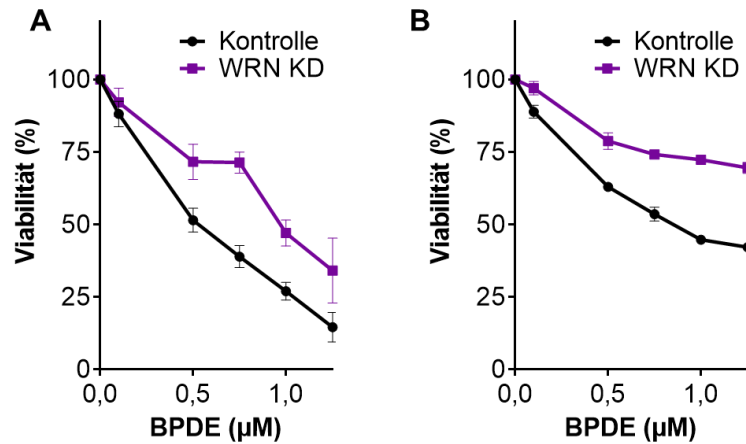 A
Kontrolle
WRN KD
100
75
50
25
0
Viabilität (%)
0,0
0,5
1,0
BPDE (µM)
B
Kontrolle
WRN KD
100
75
50
25
0
Viabilität (%)
0,0
0,5
1,0
BPDE (µM)